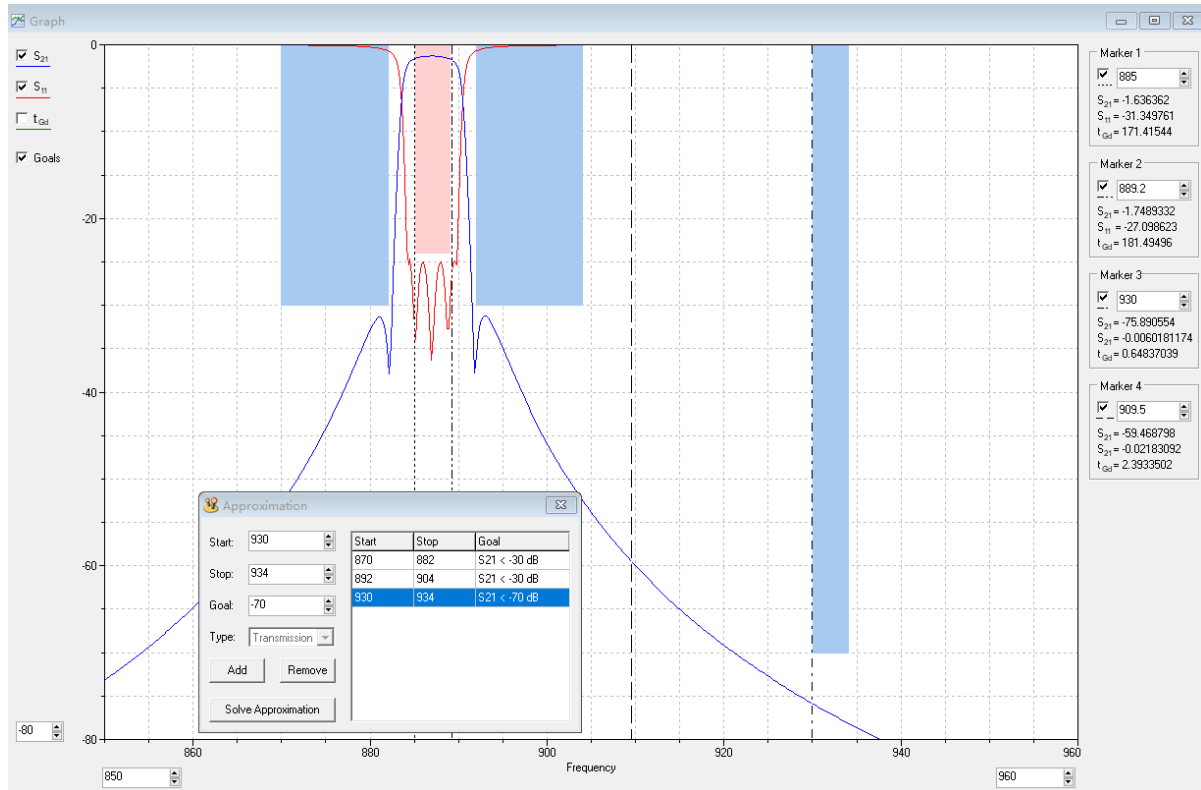 Graph
S21
S11
tGd
Goals
0
-20
-40
-60
-80
-80
860
880
900
920
940
960
Frequency
850
960
Marker 1
885
S21= -1.636362
S11 = -31.349761
tGd= 171.41544
Marker 2
889.2
S21= -1.7489332
S11 = -27.098623
tGd= 181.49496
Marker 3
930
S21= -75.890554
S21= -0.0060181174
tGd= 0.64837039
Marker 4
909.5
S21= -59.468798
S21= -0.02183092
tGd= 2.3933502
Approximation
Start: 930
Stop: 934
Goal: -70
Type: Transmission
Add Remove
Solve Approximation
Start Stop Goal
870 882 S21 < -30 dB
892 904 S21 < -30 dB
930 934 S21 < -70 dB